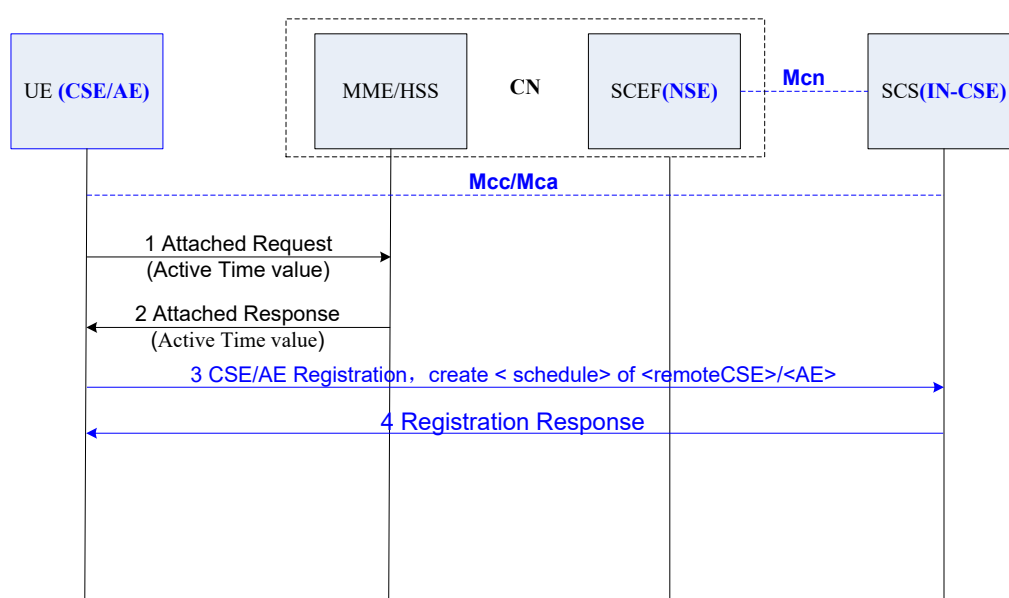 UE (CSE/AE)
MME/HSS
CN
SCEF(NSE)
Mcn
SCS(IN-CSE)
Mcc/Mca
1 Attached Request
(Active Time value)
2 Attached Response
(Active Time value)
3 CSE/AE Registration，create < schedule> of <remoteCSE>/<AE>
4 Registration Response